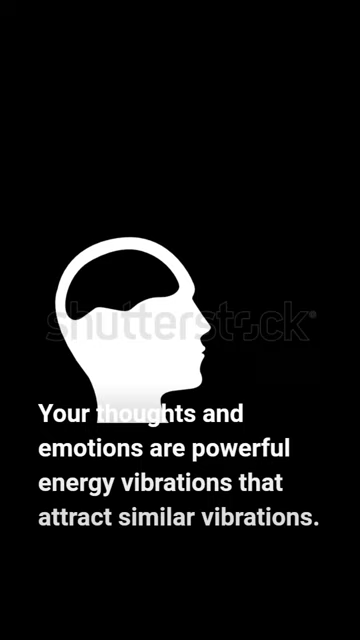 shutterstock
Your thoughts and
emotions are powerful
energy vibrations that
attract similar vibrations.